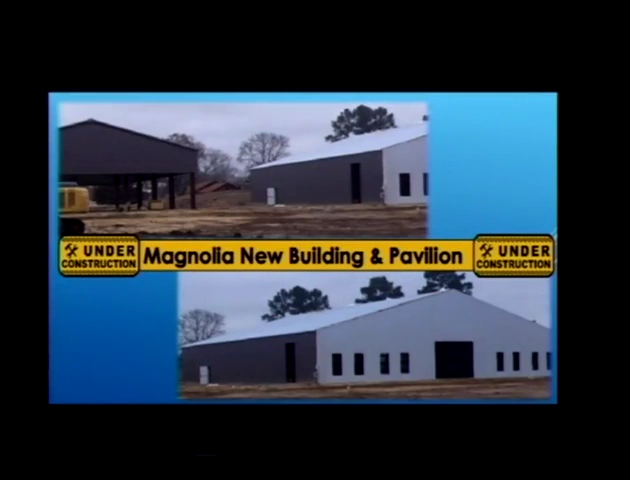 UNDER
CONSTRUCTION
Magnolia New Building & Pavilion
UNDER
CONSTRUCTION